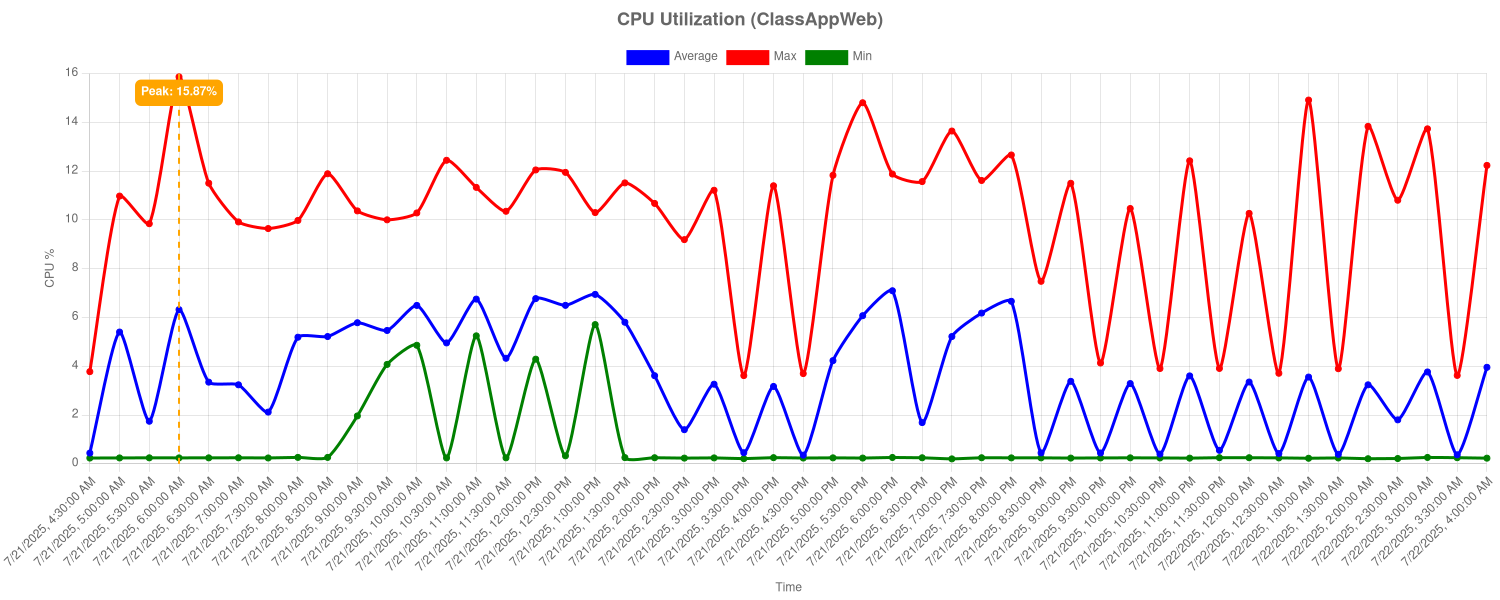 CPU Utilization (ClassAppWeb)
Average Max Min
16
14
12
10
8
6
4
2
0
CPU %
Peak: 15.87%
7/21/2025, 4:30:00 AM
7/21/2025, 5:00:00 AM
7/21/2025, 5:30:00 AM
7/21/2025, 6:00:00 AM
7/21/2025, 6:30:00 AM
7/21/2025, 7:00:00 AM
7/21/2025, 7:30:00 AM
7/21/2025, 8:00:00 AM
7/21/2025, 8:30:00 AM
7/21/2025, 9:00:00 AM
7/21/2025, 9:30:00 AM
7/21/2025, 10:00:00 AM
7/21/2025, 10:30:00 AM
7/21/2025, 11:00:00 AM
7/21/2025, 11:30:00 AM
7/21/2025, 12:00:00 PM
7/21/2025, 12:30:00 PM
7/21/2025, 1:00:00 PM
7/21/2025, 1:30:00 PM
7/21/2025, 2:00:00 PM
7/21/2025, 2:30:00 PM
7/21/2025, 3:00:00 PM
7/21/2025, 3:30:00 PM
7/21/2025, 4:00:00 PM
7/21/2025, 4:30:00 PM
7/21/2025, 5:00:00 PM
7/21/2025, 5:30:00 PM
7/21/2025, 6:00:00 PM
7/21/2025, 6:30:00 PM
7/21/2025, 7:00:00 PM
7/21/2025, 7:30:00 PM
7/21/2025, 8:00:00 PM
7/21/2025, 8:30:00 PM
7/21/2025, 9:00:00 PM
7/21/2025, 9:30:00 PM
7/21/2025, 10:00:00 PM
7/21/2025, 10:30:00 PM
7/21/2025, 11:00:00 PM
7/21/2025, 11:30:00 PM
7/22/2025, 12:00:00 AM
7/22/2025, 12:30:00 AM
7/22/2025, 1:00:00 AM
7/22/2025, 1:30:00 AM
7/22/2025, 2:00:00 AM
7/22/2025, 2:30:00 AM
7/22/2025, 3:00:00 AM
7/22/2025, 3:30:00 AM
7/22/2025, 4:00:00 AM
Time